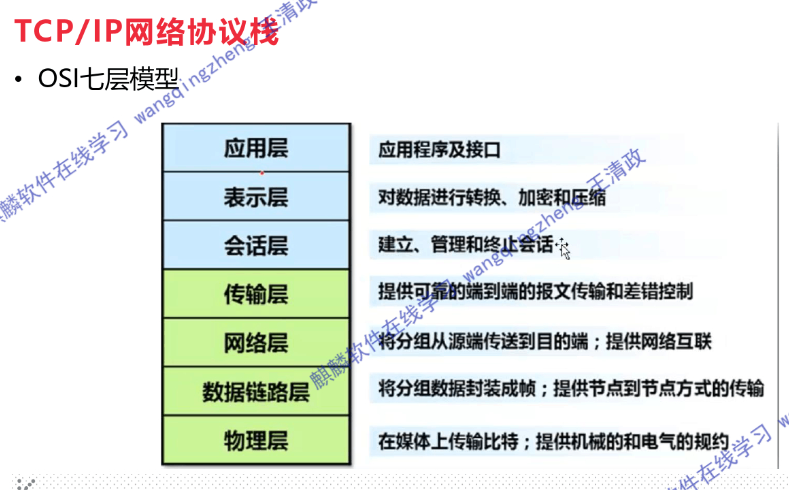 TCP/IP网络协议栈
• OSI七层模型
应用层 应用程序及接口
表示层 对数据进行转换、加密和压缩
会话层 建立、管理和终止会话
传输层 提供可靠的端到端的报文传输和差错控制
网络层 将分组从源端传送到目的端；提供网络互联
数据链路层 将分组数据封装成帧；提供节点到节点方式的传输
物理层 在媒体上传输比特；提供机械的和电气的规约
麒麟软件在线学习 wangqingzheng 王清政
麒麟软件在线学习 wangqingzheng 王清政
件在线学习 w